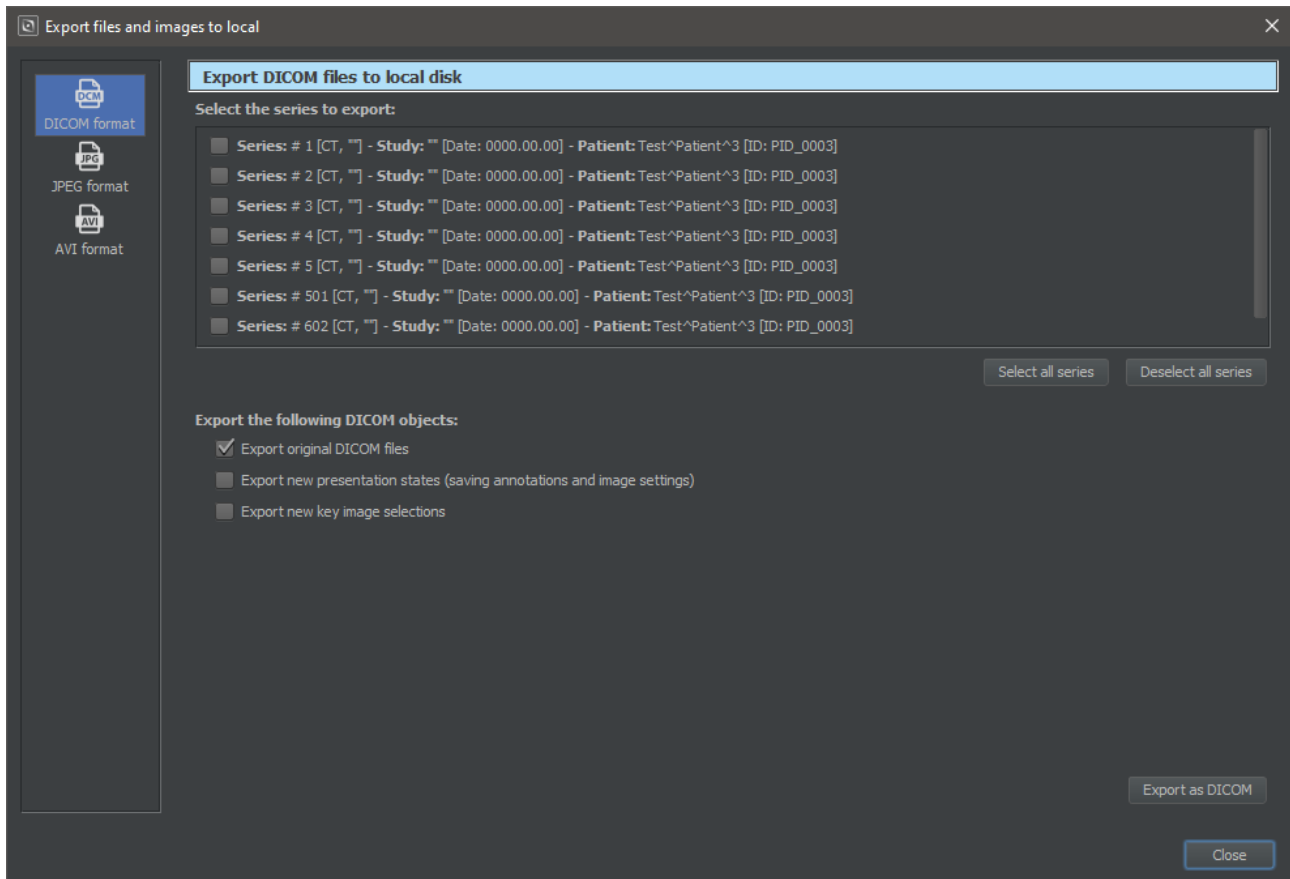 Export files and images to local
DCM
DICOM format
JPG
JPEG format
AVI
AVI format
Export DICOM files to local disk
Select the series to export:
Series: # 1 [CT, ""] - Study: "" [Date: 0000.00.00] - Patient: Test^Patient^3 [ID: PID_0003]
Series: # 2 [CT, ""] - Study: "" [Date: 0000.00.00] - Patient: Test^Patient^3 [ID: PID_0003]
Series: # 3 [CT, ""] - Study: "" [Date: 0000.00.00] - Patient: Test^Patient^3 [ID: PID_0003]
Series: # 4 [CT, ""] - Study: "" [Date: 0000.00.00] - Patient: Test^Patient^3 [ID: PID_0003]
Series: # 5 [CT, ""] - Study: "" [Date: 0000.00.00] - Patient: Test^Patient^3 [ID: PID_0003]
Series: # 501 [CT, ""] - Study: "" [Date: 0000.00.00] - Patient: Test^Patient^3 [ID: PID_0003]
Series: # 602 [CT, ""] - Study: "" [Date: 0000.00.00] - Patient: Test^Patient^3 [ID: PID_0003]
Select all series
Deselect all series
Export the following DICOM objects:
Export original DICOM files
Export new presentation states (saving annotations and image settings)
Export new key image selections
Export as DICOM
Close